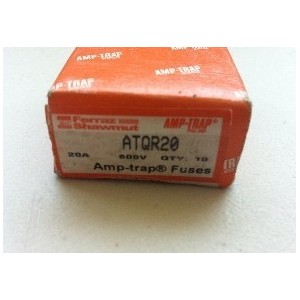 AMP-TRAP
Ferraz
Shawmut
AMP-TRAP®
ATQR20
20A 600V QTY. 10
Amp-trap® Fuses